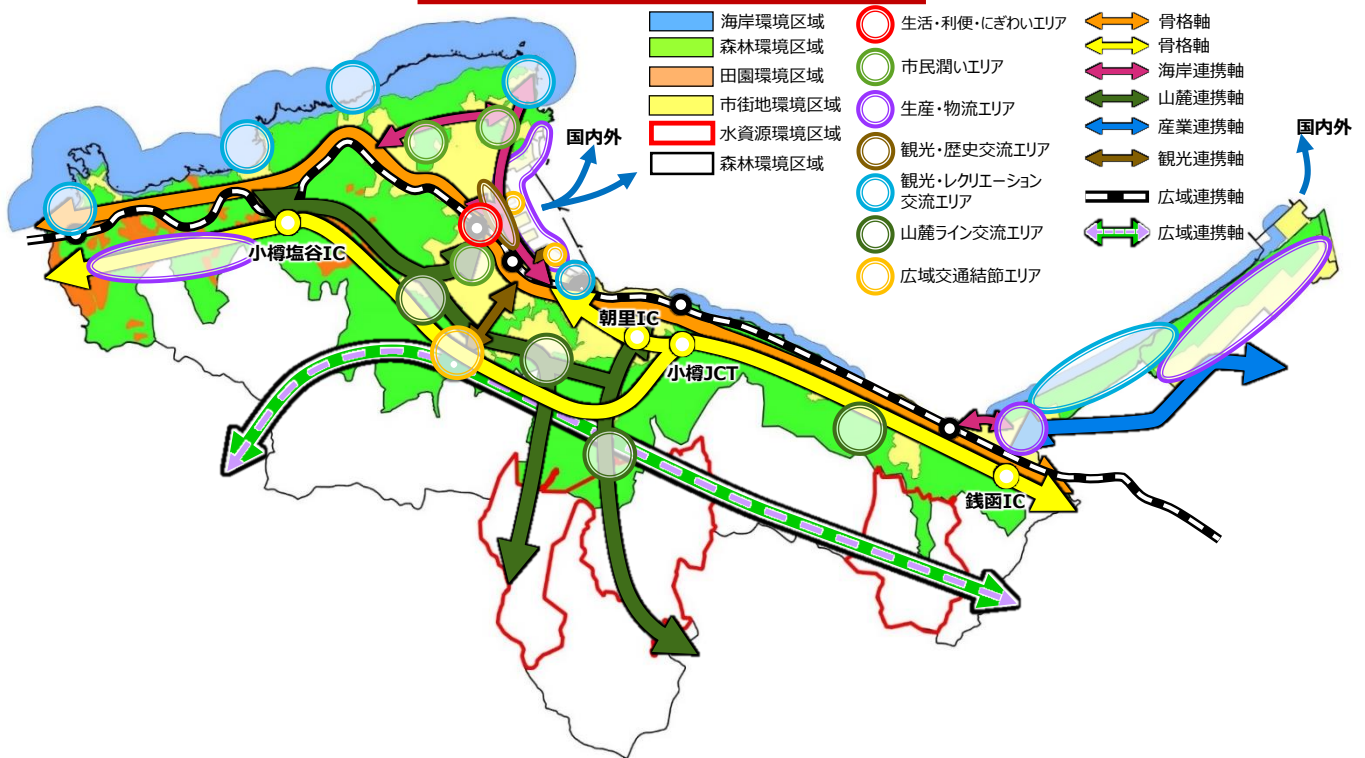 海岸環境区域
森林環境区域
田園環境区域
市街地環境区域
水資源環境区域
森林環境区域
生活・利便・にぎわいエリア
市民潤いエリア
生産・物流エリア
観光・歴史交流エリア
観光・レクリエーション
交流エリア
山麓ライン交流エリア
広域交通結節エリア
骨格軸
骨格軸
海岸連携軸
山麓連携軸
産業連携軸
観光連携軸
広域連携軸
広域連携軸
国内外
国内外
小樽塩谷IC
朝里IC
小樽JCT
銭函IC